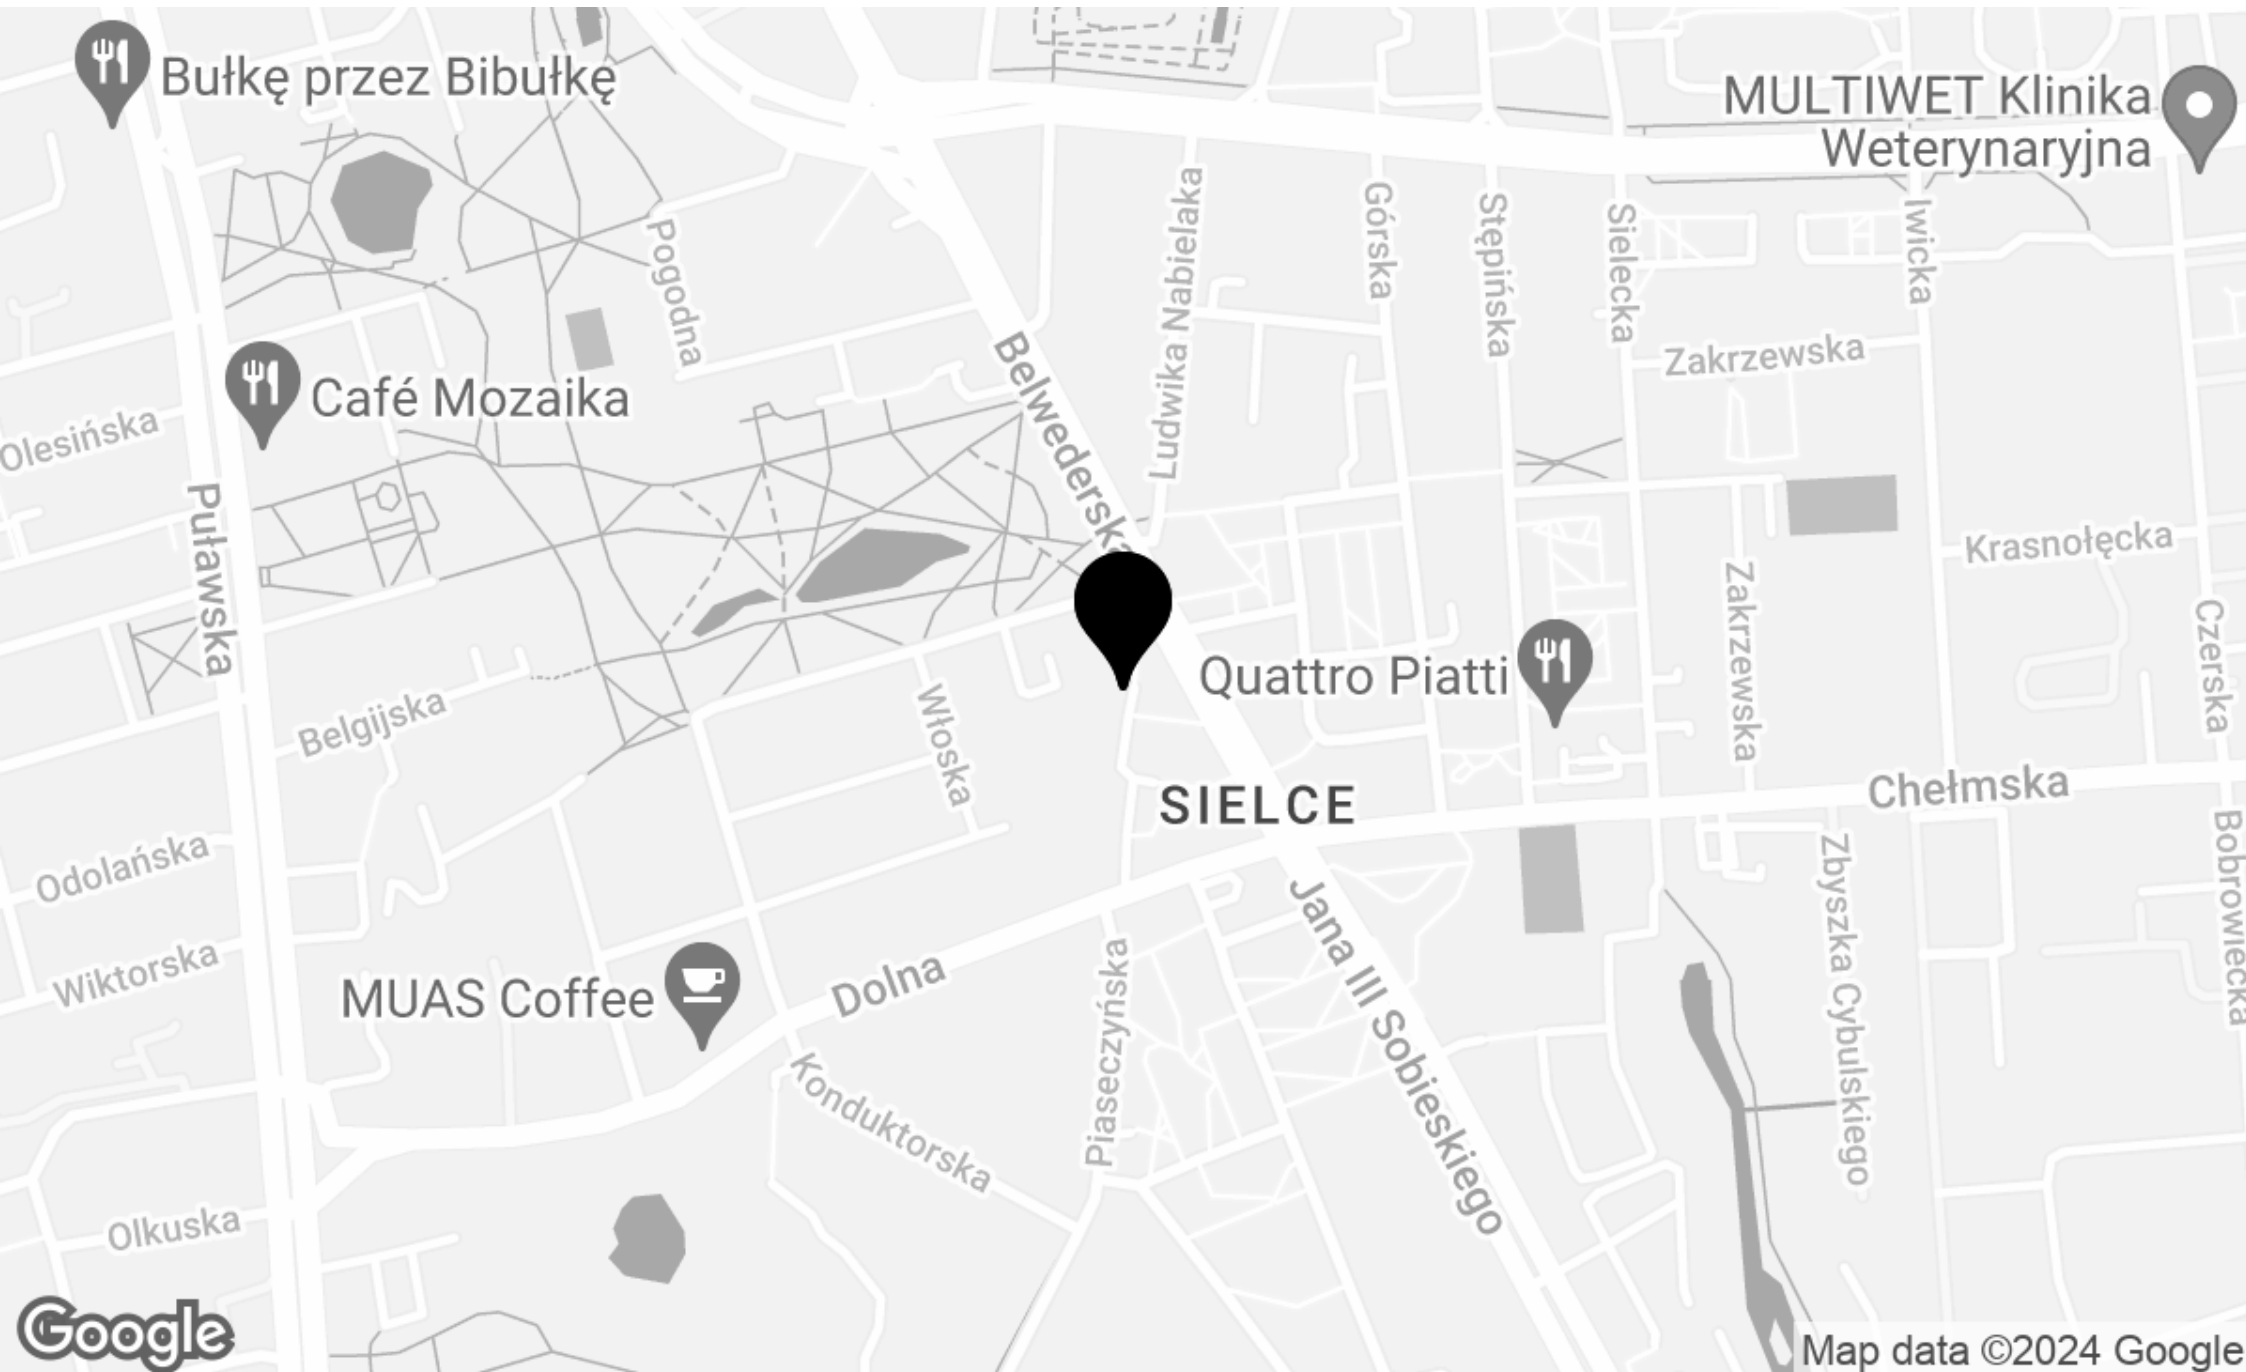 Bułkę przez Bibułkę
MULTIWET Klinika
Weterynaryjna
Pogodna
Ludwika Nabielaka
Górska
Stępińska
Sielecka
Iwicka
Zakrzewska
Café Mozaika
Olesińska
Belwederska
Puławska
Krasnołęcka
Zakrzewska
Czerska
Quattro Piatti
Belgijska
Włoska
SIELCE
Chełmska
Odolańska
Wiktorska
MUAS Coffee
Dolna
Piaseczyńska
Jana III Sobieskiego
Zbyszka Cybulskiego
Bobrowiecka
Konduktorska
Olkuska
Google
Map data ©2024 Google